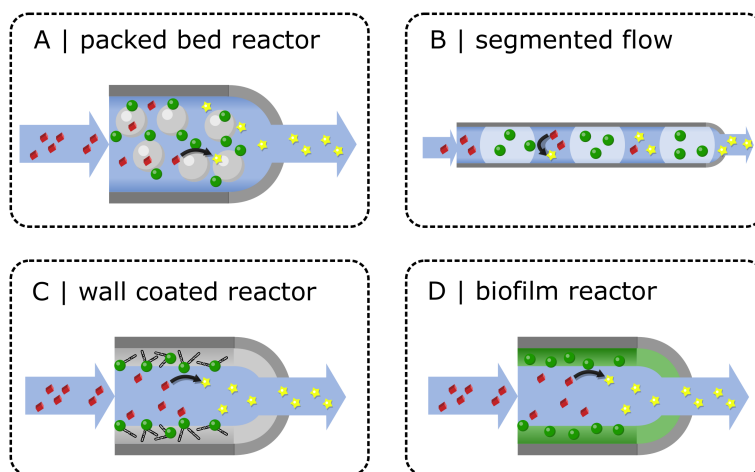 A | packed bed reactor
B | segmented flow
C | wall coated reactor
D | biofilm reactor